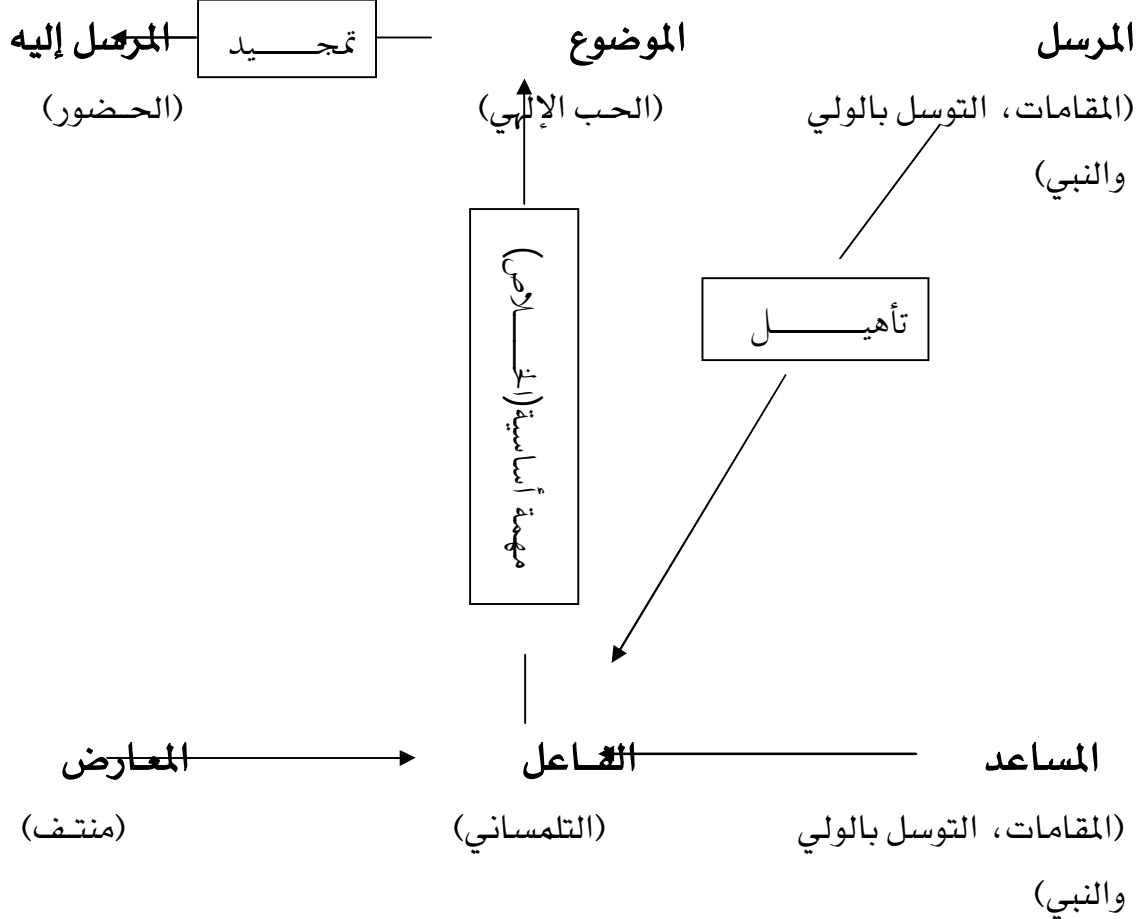 المرسل
الموضوع
تمجيد
المرسل إليه
(المقامات، التوسل بالولي
والنبي)
(الحب الإلهي)
(الحضور)
تأهيل
مهمة أساسية(الخلاص)
المساعد
الفاعل
المعارض
(المقامات، التوسل بالولي
والنبي)
(التلمساني)
(منتف)